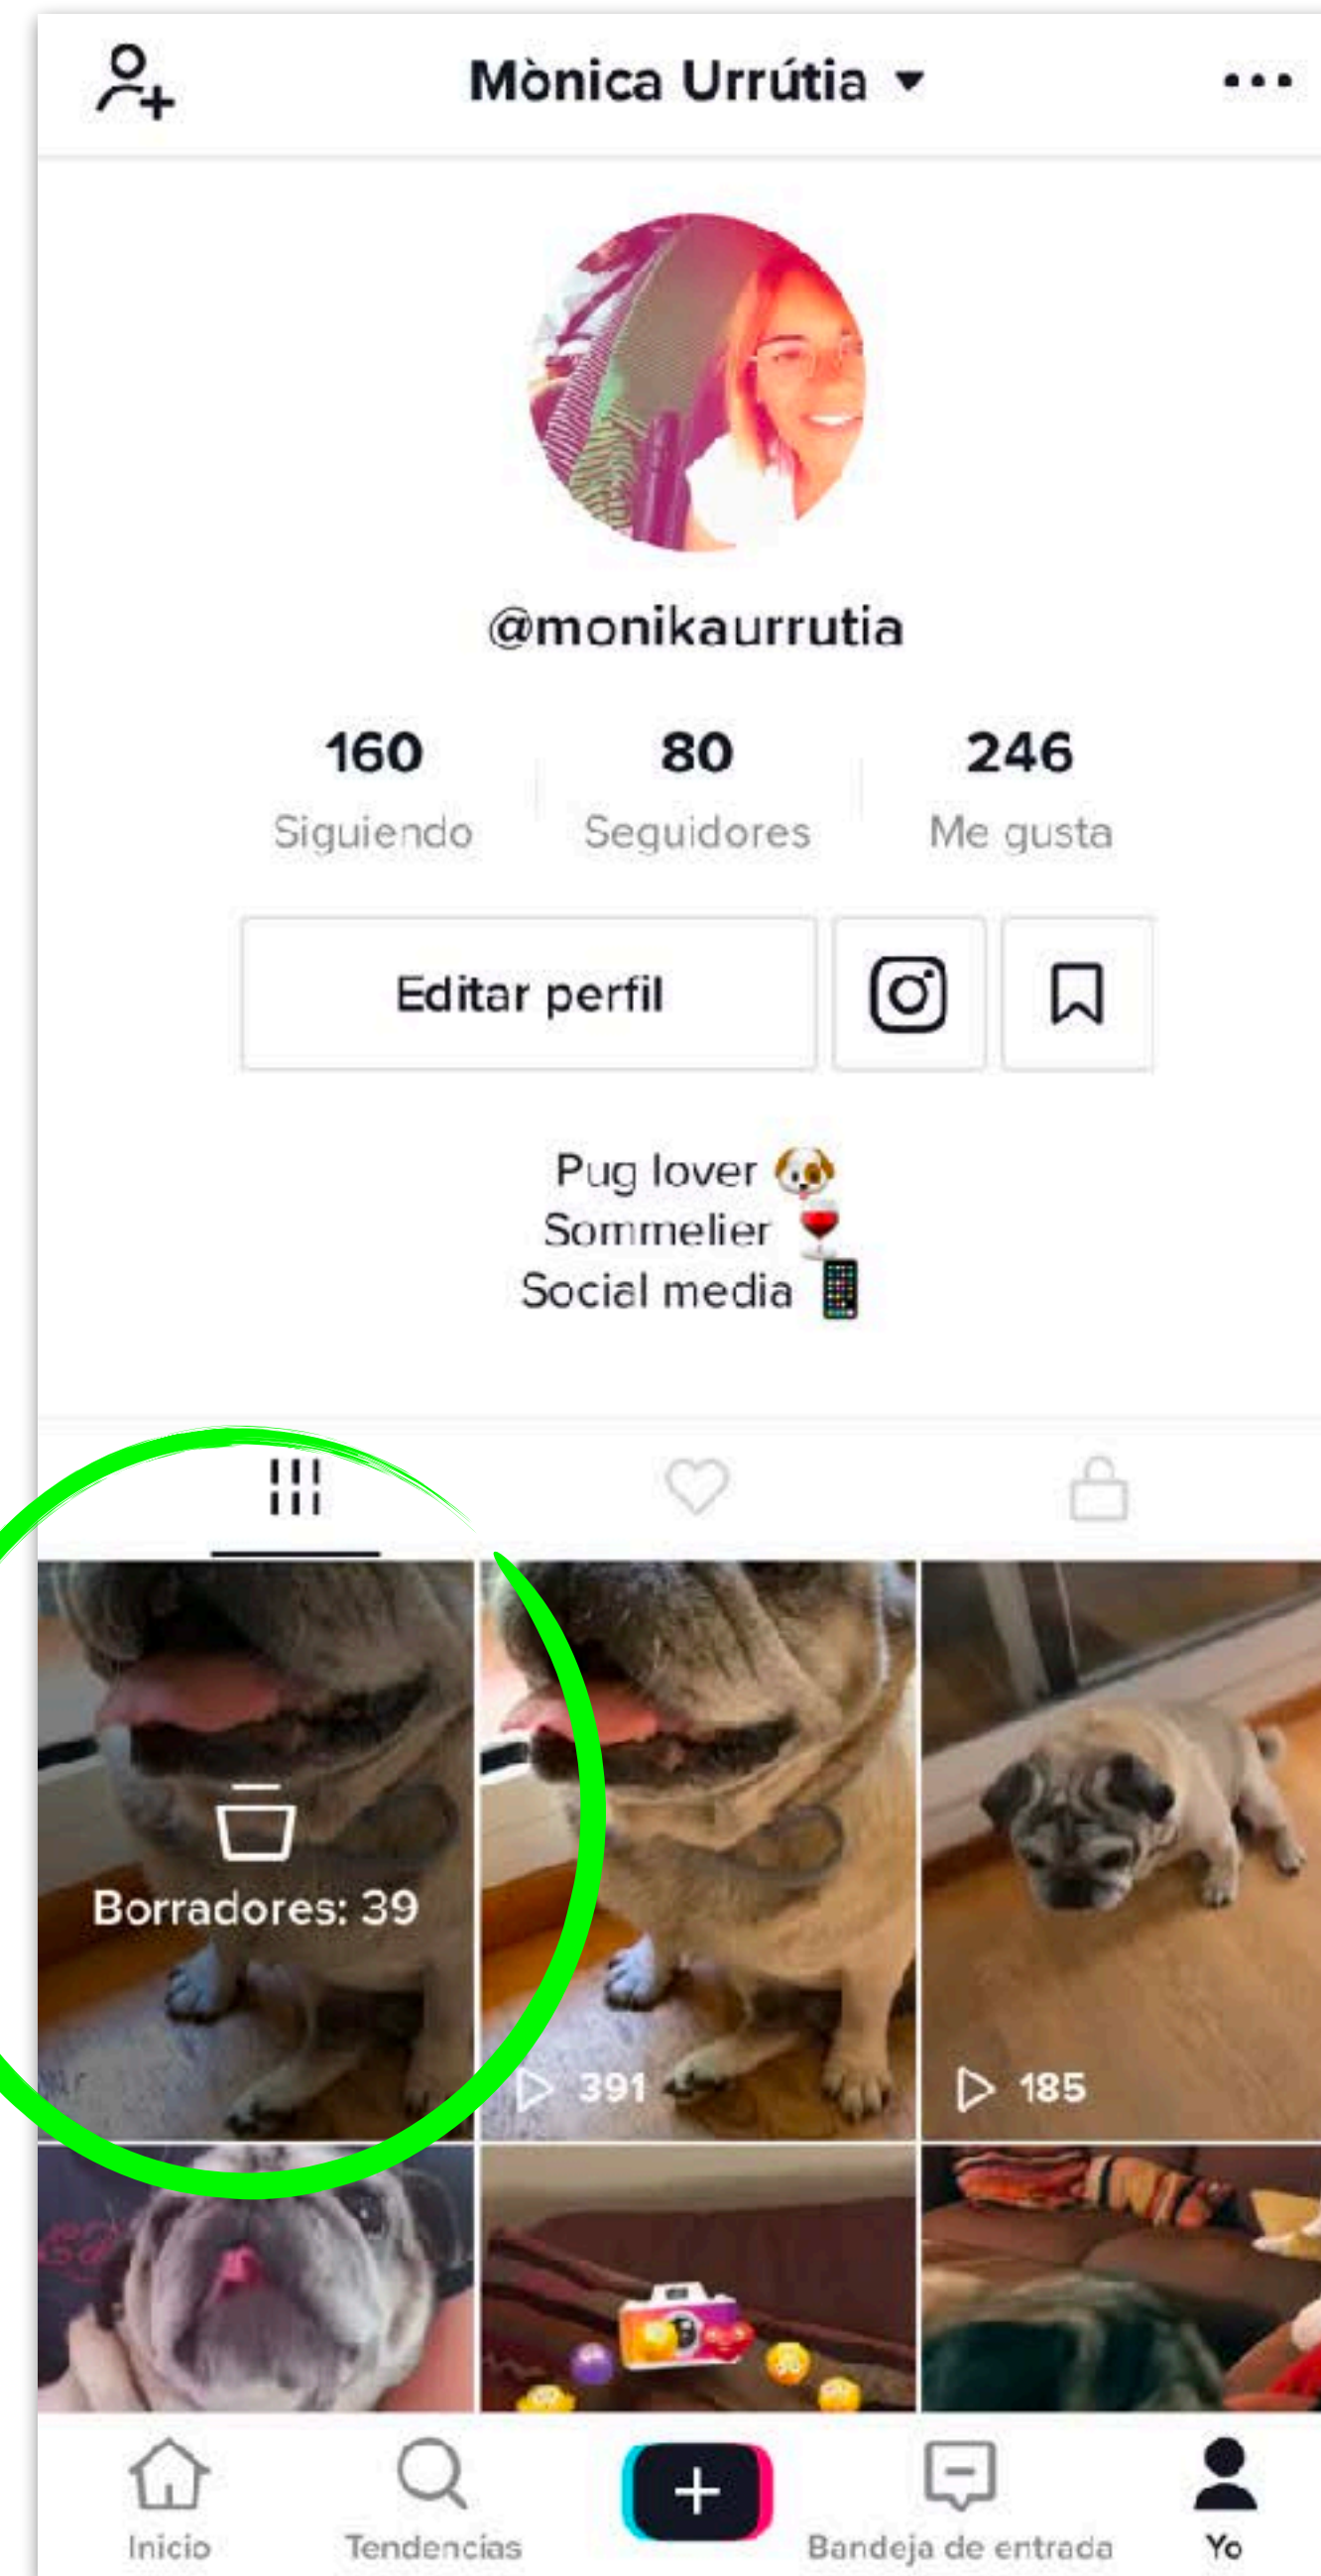 Mònica Urrútia
@monikaurrutia
160 80 246
Siguiendo Seguidores Me gusta
Editar perfil
Pug lover
Sommelier
Social media
Borradores: 39
391
185
Inicio Tendencias Bandeja de entrada Yo